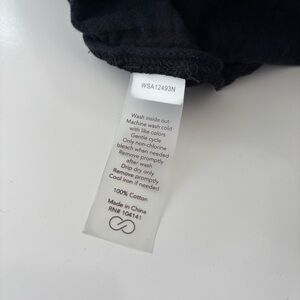 WSA12493N
Wash inside out
Machine wash cold
with like colors
Gentle cycle
Only non-chlorine
bleach when needed
Remove promptly
after wash
Drip dry only
Remove promptly
Cool iron if needed
100% Cotton
Made in China
RN# 104141